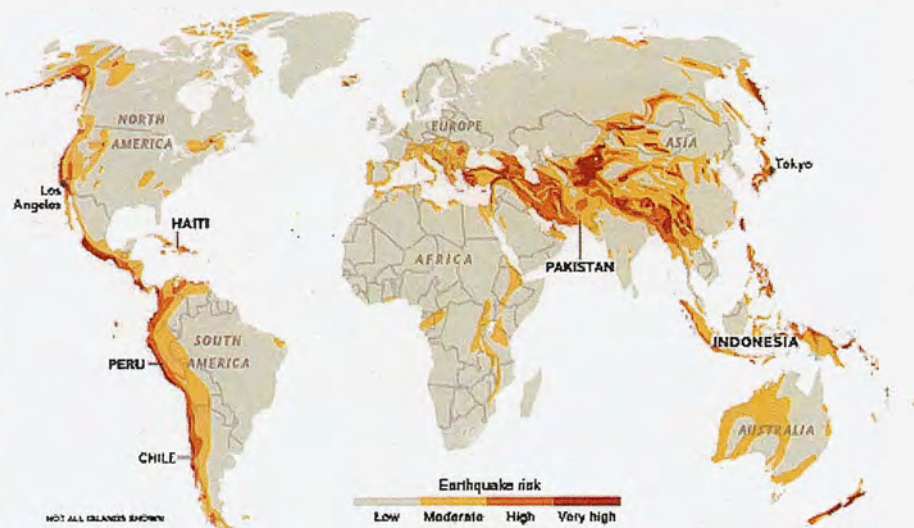 NORTH
AMERICA
EUROPE
ASIA
Tokyo
Los
Angeles
HAITI
AFRICA
PAKISTAN
SOUTH
AMERICA
PERU
INDONESIA
AUSTRALIA
CHILE
Earthquake risk
Low Moderate High Very high
NOT ALL ISLANDS SHOWN